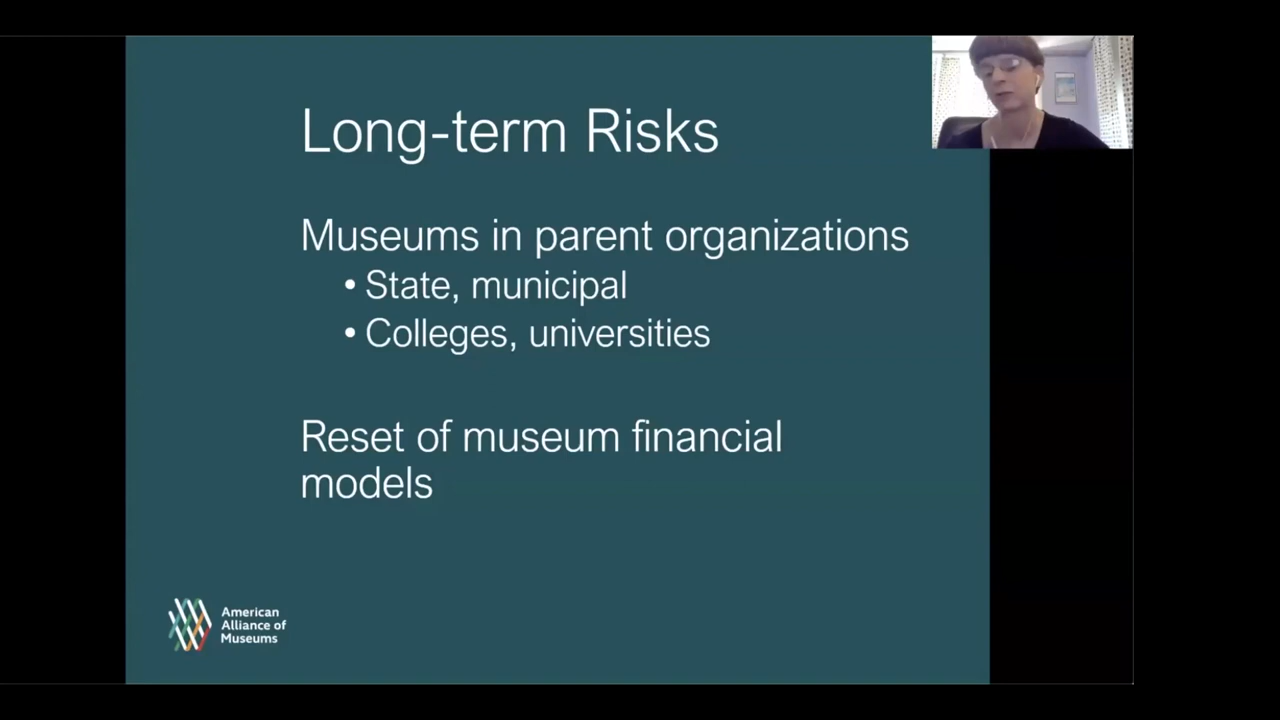 Long-term Risks
Museums in parent organizations
• State, municipal
• Colleges, universities
Reset of museum financial
models
American
Alliance of
Museums